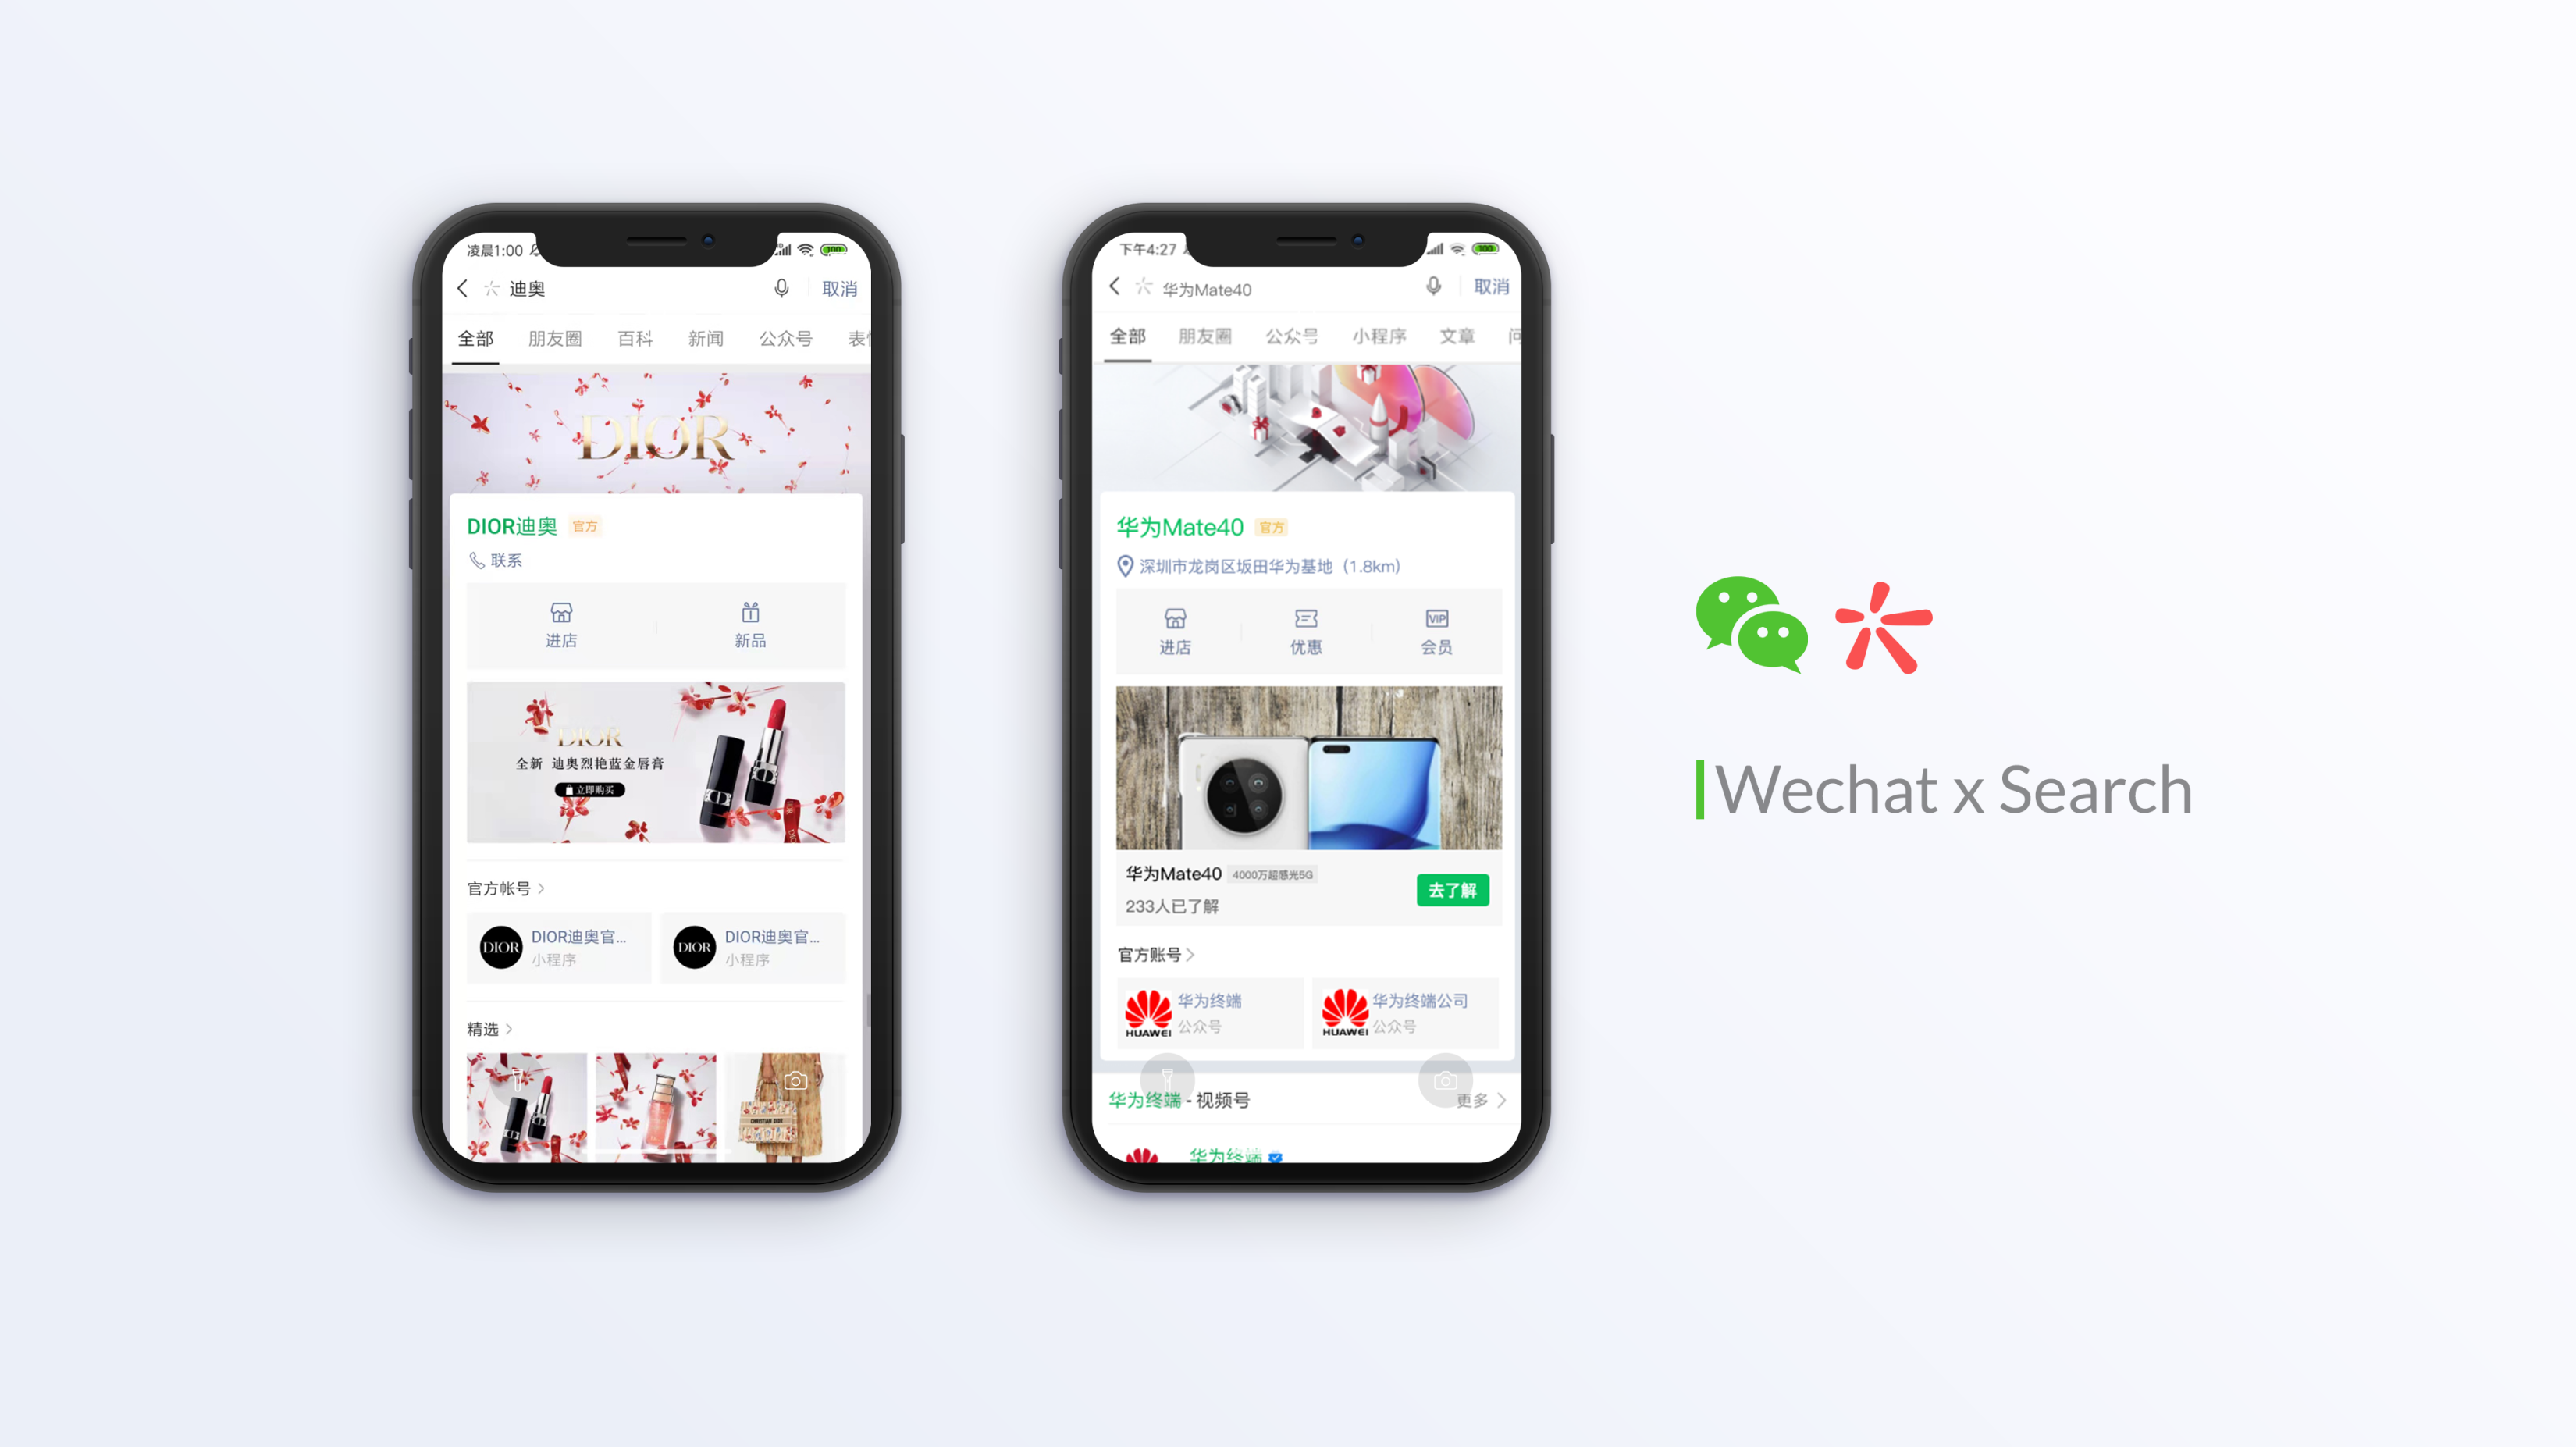 凌晨1:00
100
迪奥
取消
全部 朋友圈 百科 新闻 公众号
DIOR
DIOR迪奥 官方
联系
进店 新品
DIOR
全新 迪奥烈艳蓝金唇膏
立即购买
官方帐号
DIOR DIOR迪奥官...
小程序
DIOR DIOR迪奥官...
小程序
精选
CHRISTIAN DIOR
下午4:27
100
华为Mate40
取消
全部 朋友圈 公众号 小程序 文章 问
华为Mate40 官方
深圳市龙岗区坂田华为基地（1.8km）
VIP
进店 优惠 会员
华为Mate40 4000万超感光5G
233人已了解
去了解
官方账号
HUAWEI 华为终端
公众号
HUAWEI 华为终端公司
公众号
华为终端 - 视频号
更多
华为终端
Wechat x Search